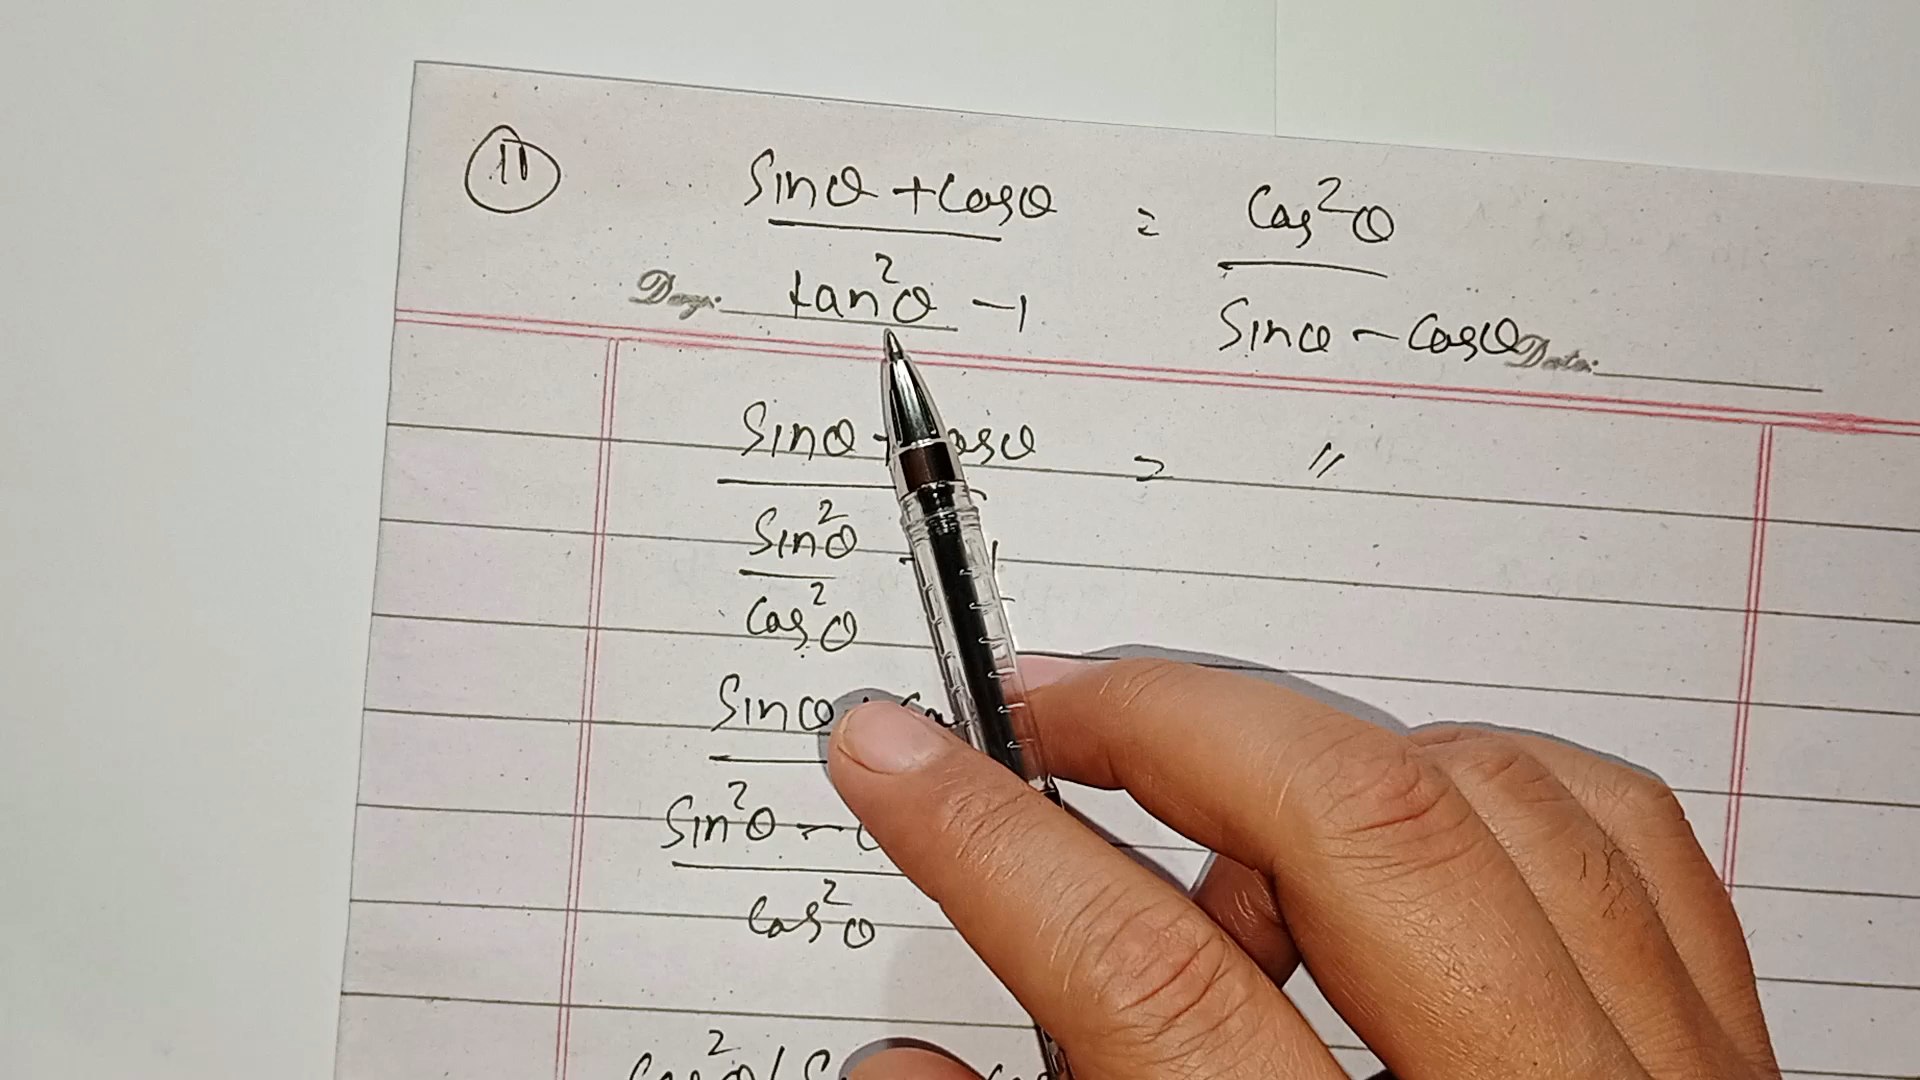 11 Sinθ + Cosθ = Cos²θ
Day: tan²θ - 1 Sinθ - Cosθ Date:
Sinθ cosθ = "
Sin²θ
Cos²θ
Sinθ
Sin²θ -
Cos²θ